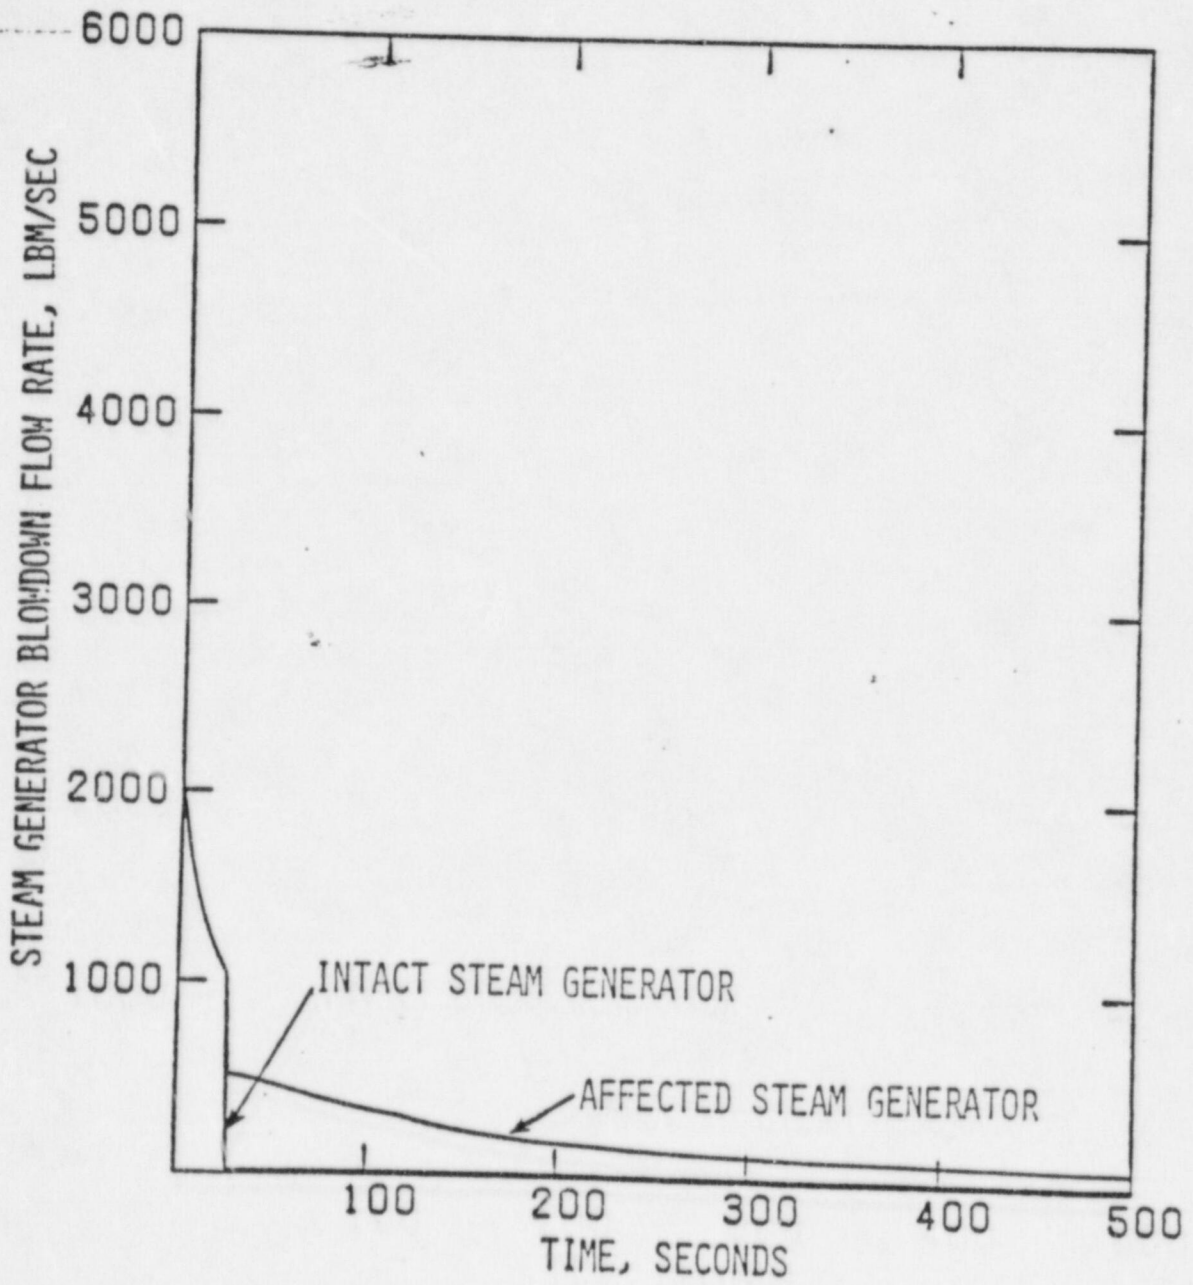 6000
5000
4000
3000
2000
1000
STEAM GENERATOR BLOWDOWN FLOW RATE, LBM/SEC
INTACT STEAM GENERATOR
AFFECTED STEAM GENERATOR
100 200 300 400 500
TIME, SECONDS